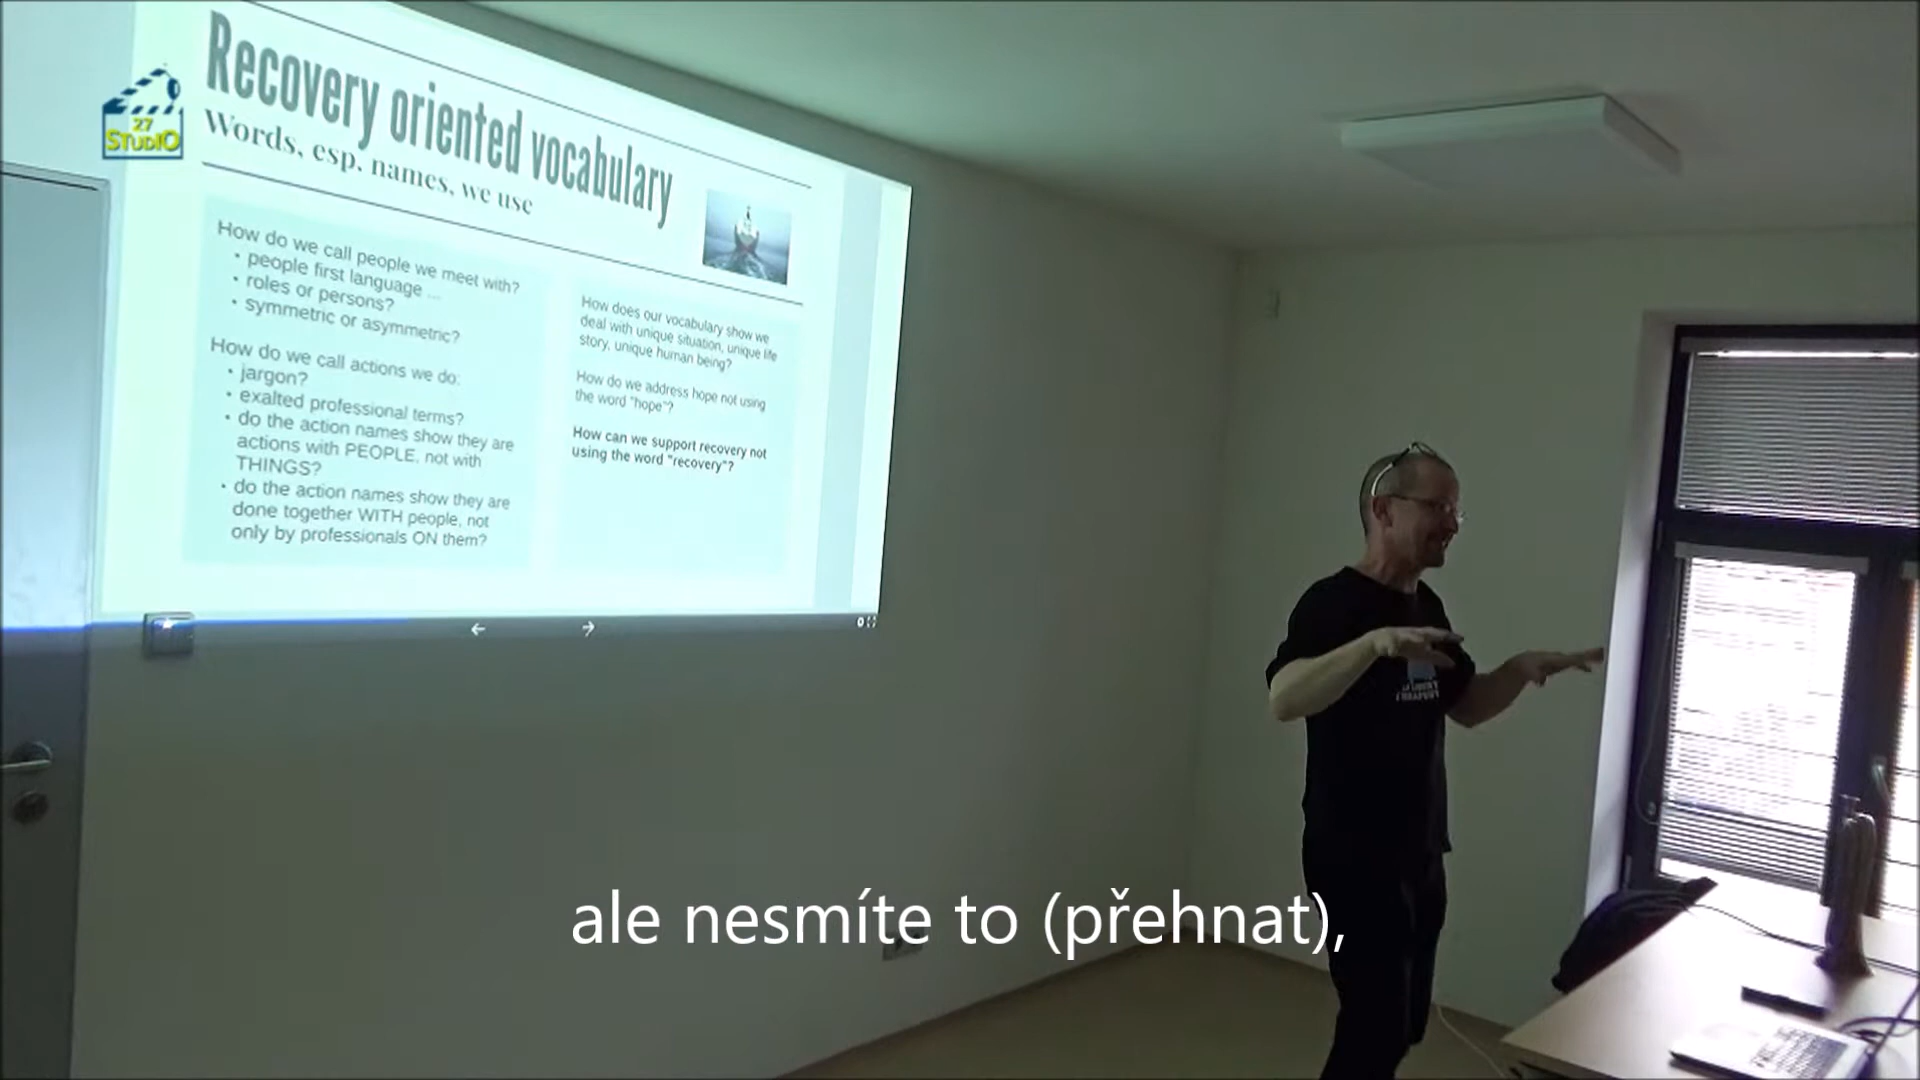 27
STUDIO
Recovery oriented vocabulary
Words, esp. names, we use
How do we call people we meet with?
• people first language ...
• roles or persons?
• symmetric or asymmetric?
How do we call actions we do:
• jargon?
• exalted professional terms?
• do the action names show they are
actions with PEOPLE, not with
THINGS?
• do the action names show they are
done together WITH people, not
only by professionals ON them?
How does our vocabulary show we
deal with unique situation, unique life
story, unique human being?
How do we address hope not using
the word "hope"?
How can we support recovery not
using the word "recovery"?
ale nesmíte to (přehnat),